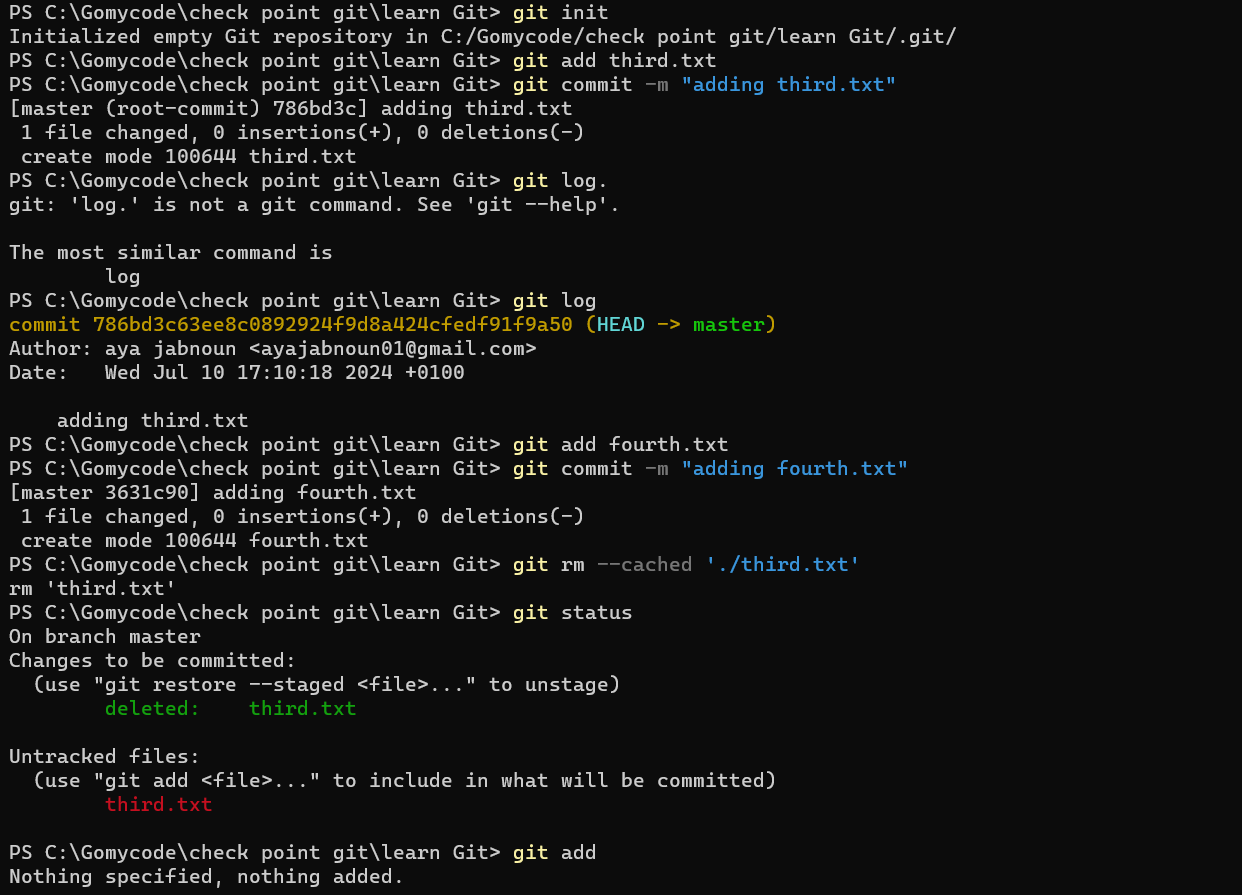 PS C:\Gomycode\check point git\learn Git> git init
Initialized empty Git repository in C:/Gomycode/check point git/learn Git/.git/
PS C:\Gomycode\check point git\learn Git> git add third.txt
PS C:\Gomycode\check point git\learn Git> git commit -m "adding third.txt"
[master (root-commit) 786bd3c] adding third.txt
 1 file changed, 0 insertions(+), 0 deletions(-)
 create mode 100644 third.txt
PS C:\Gomycode\check point git\learn Git> git log.
git: 'log.' is not a git command. See 'git --help'.

The most similar command is
        log
PS C:\Gomycode\check point git\learn Git> git log
commit 786bd3c63ee8c0892924f9d8a424cfedf91f9a50 (HEAD -> master)
Author: aya jabnoun <ayajabnoun01@gmail.com>
Date:   Wed Jul 10 17:10:18 2024 +0100

    adding third.txt
PS C:\Gomycode\check point git\learn Git> git add fourth.txt
PS C:\Gomycode\check point git\learn Git> git commit -m "adding fourth.txt"
[master 3631c90] adding fourth.txt
 1 file changed, 0 insertions(+), 0 deletions(-)
 create mode 100644 fourth.txt
PS C:\Gomycode\check point git\learn Git> git rm --cached './third.txt'
rm 'third.txt'
PS C:\Gomycode\check point git\learn Git> git status
On branch master
Changes to be committed:
  (use "git restore --staged <file>..." to unstage)
        deleted:    third.txt

Untracked files:
  (use "git add <file>..." to include in what will be committed)
        third.txt

PS C:\Gomycode\check point git\learn Git> git add
Nothing specified, nothing added.